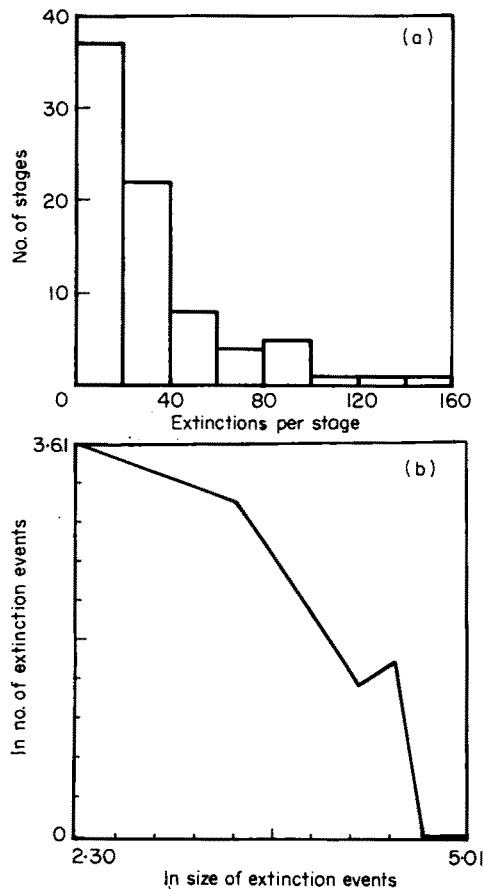 40
(a)
30
No. of stages
20
10
0 40 80 120 160
Extinctions per stage
3·61
(b)
ln no. of extinction events
0
2·30 5·01
ln size of extinction events